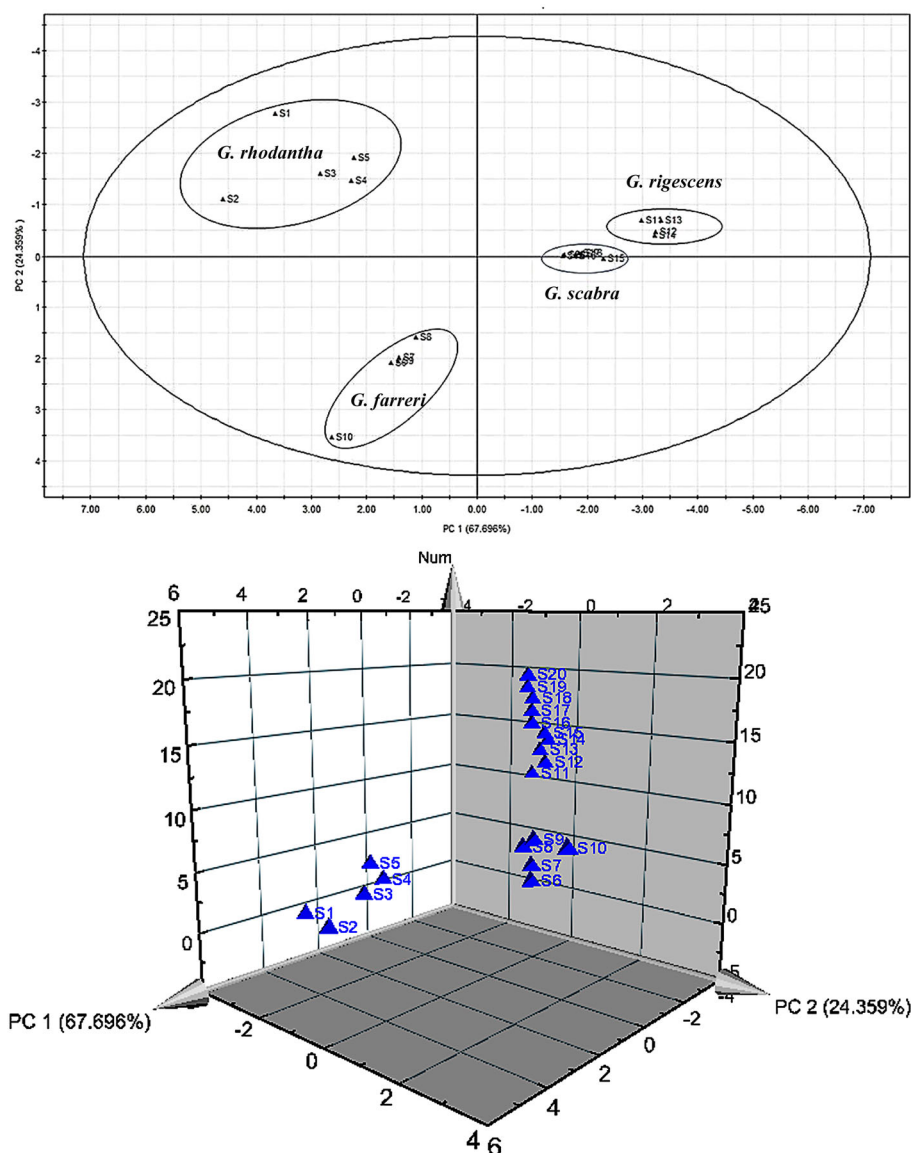 -4
-3
S1
-2
G. rhodantha
S5
S3
S4
G. rigescens
-1
S2
S11 S13
S12
S14
PC 2 (24.359%)
0
S15
G. scabra
1
S8
2
S7
S6 S9
G. farreri
3
S10
4
7.00 6.00 5.00 4.00 3.00 2.00 1.00 0.00 -1.00 -2.00 -3.00 -4.00 -5.00 -6.00 -7.00
PC 1 (67.696%)
Num
6 4 2 0 -2 4 -2 0 2
25
20
15
10
5
0
S20
S19
S18
S17
S16
S15
S14
S13
S12
S11
S9
S8
S10
S7
S6
S5
S4
S3
S1
S2
20
15
10
5
0
-5
-4
PC 1 (67.696%)
PC 2 (24.359%)
-2
0
2
4
6
4
2
0
-2